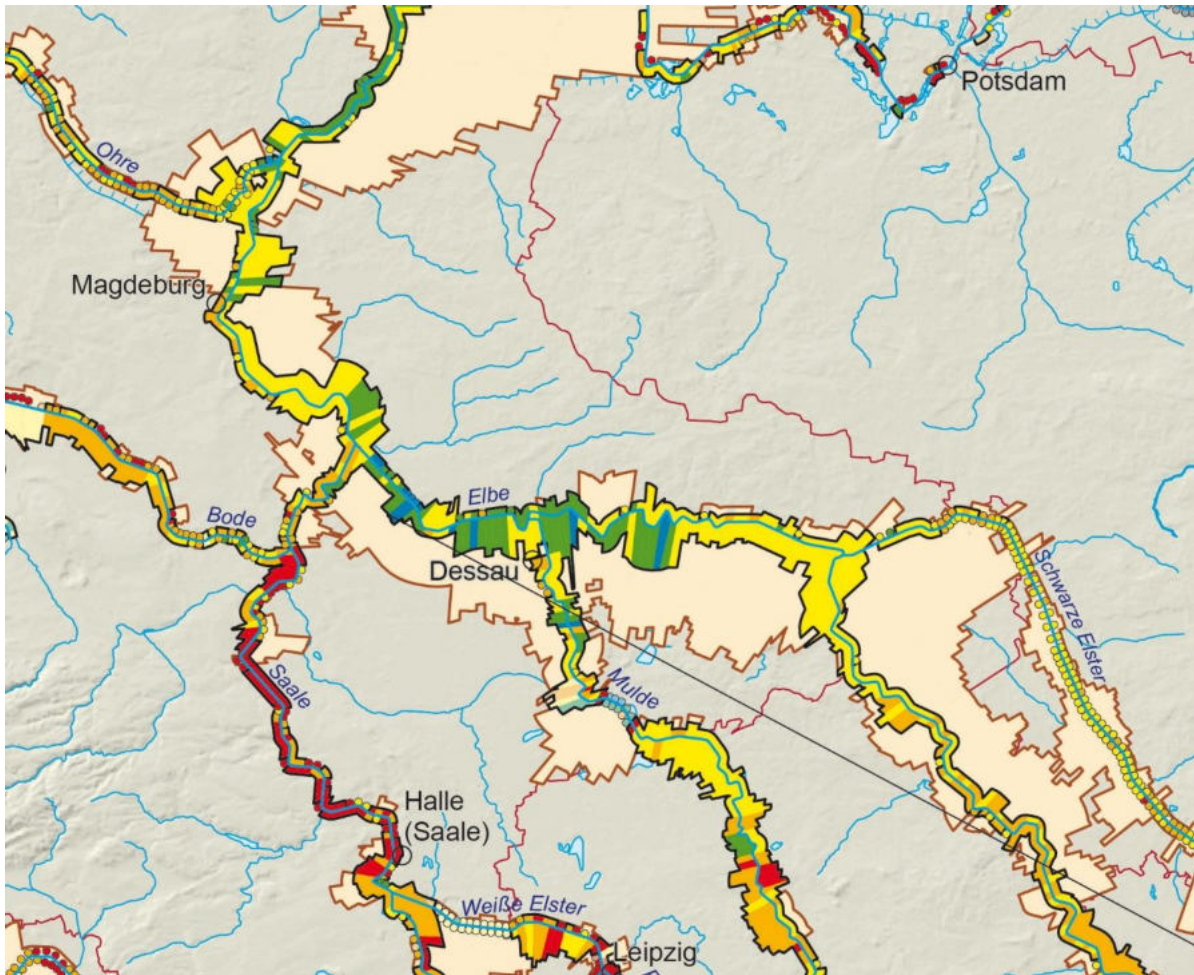 Potsdam
Ohre
Magdeburg
Elbe
Bode
Dessau
Schwarze Elster
Saale
Mulde
Halle
(Saale)
Weiße Elster
Leipzig